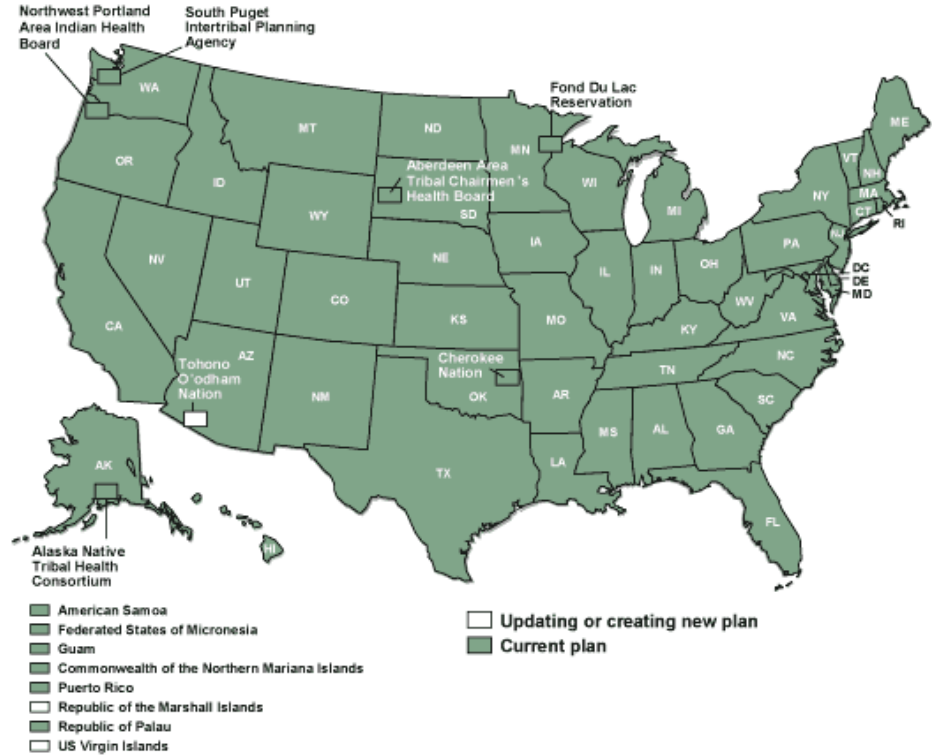 Northwest Portland
Area Indian Health
Board
South Puget
Intertribal Planning
Agency
Fond Du Lac
Reservation
WA
MT
ND
MN
ME
OR
ID
Aberdeen Area
Tribal Chairmen's
Health Board
SD
WY
WI
MI
VT
NH
NY
MA
CT
RI
NV
UT
CO
NE
IA
IL
IN
OH
PA
NJ
DC
DE
MD
CA
KS
MO
WV
VA
KY
NC
TN
Tohono
O'odham
Nation
AZ
NM
Cherokee
Nation
OK
AR
SC
MS
AL
GA
TX
LA
FL
AK
HI
Alaska Native
Tribal Health
Consortium
American Samoa
Federated States of Micronesia
Guam
Commonwealth of the Northern Mariana Islands
Puerto Rico
Republic of the Marshall Islands
Republic of Palau
US Virgin Islands
Updating or creating new plan
Current plan